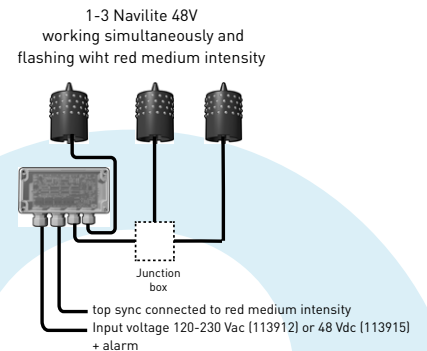 1-3 Navilite 48V
working simultaneously and
flashing wiht red medium intensity
Junction
box
top sync connected to red medium intensity
Input voltage 120-230 Vac (113912) or 48 Vdc (113915)
+ alarm